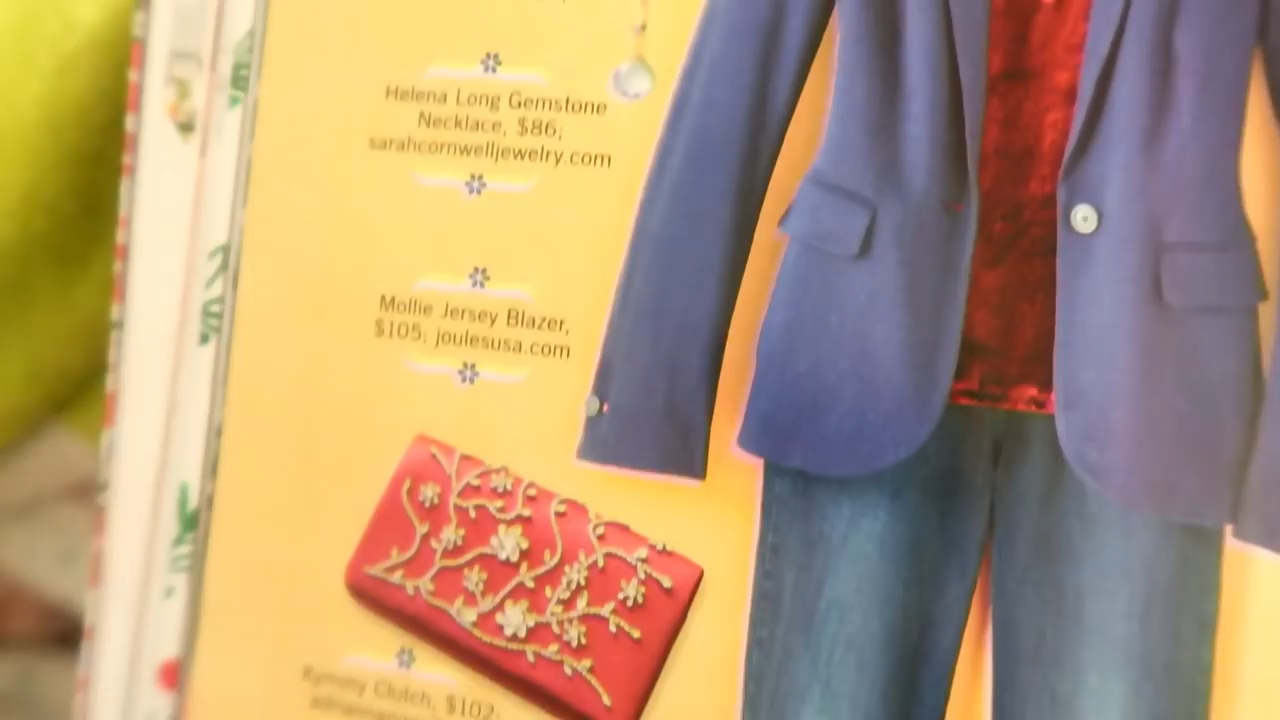 Helena Long Gemstone
Necklace, $86;
sarahcornwelljewelry.com
Mollie Jersey Blazer,
$105; joulesusa.com
Clutch, $102;